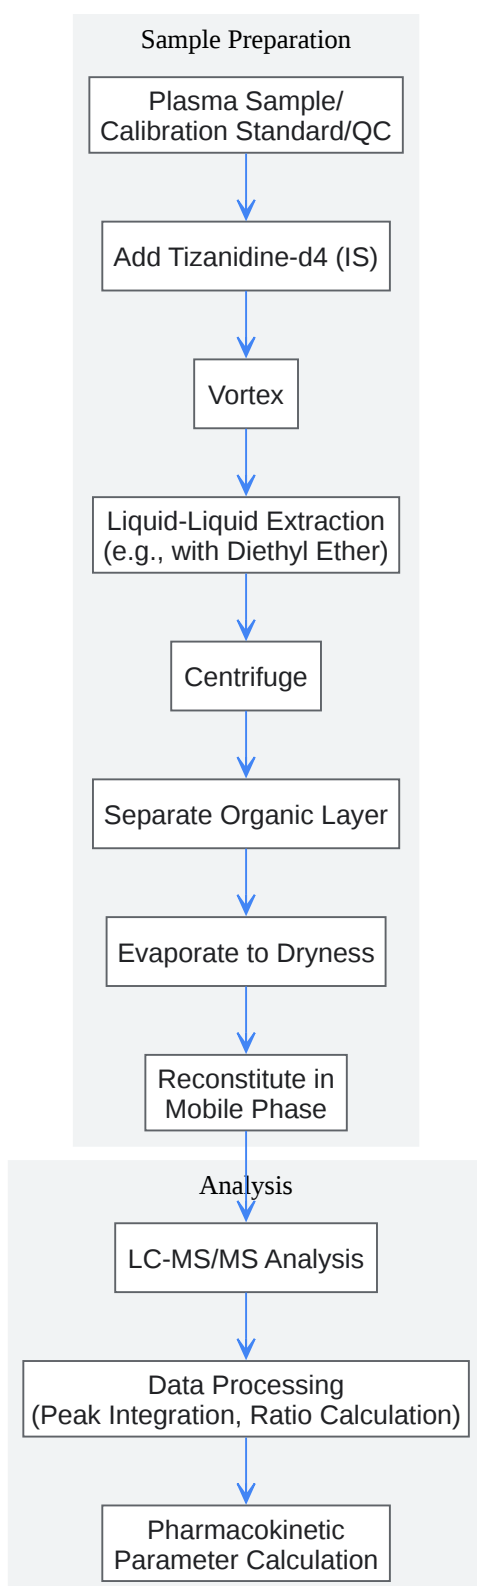 Sample Preparation
Plasma Sample/
Calibration Standard/QC
Add Tizanidine-d4 (IS)
Vortex
Liquid-Liquid Extraction
(e.g., with Diethyl Ether)
Centrifuge
Separate Organic Layer
Evaporate to Dryness
Reconstitute in
Mobile Phase
Analysis
LC-MS/MS Analysis
Data Processing
(Peak Integration, Ratio Calculation)
Pharmacokinetic
Parameter Calculation